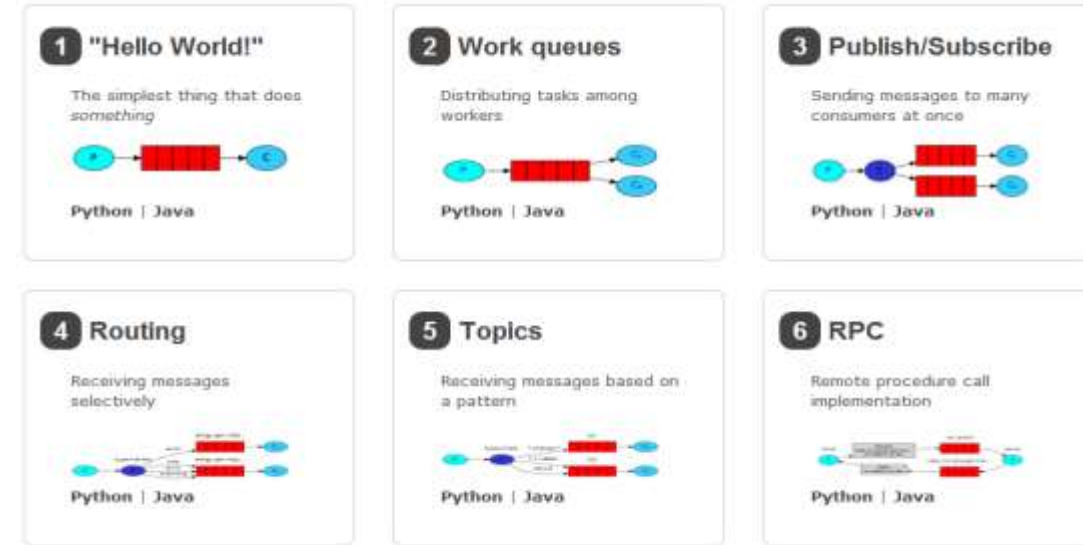 1 "Hello World!"
The simplest thing that does
something
P
C
Python | Java
2 Work queues
Distributing tasks among
workers
Python | Java
3 Publish/Subscribe
Sending messages to many
consumers at once
Python | Java
4 Routing
Receiving messages
selectively
Python | Java
5 Topics
Receiving messages based on
a pattern
Python | Java
6 RPC
Remote procedure call
implementation
Python | Java